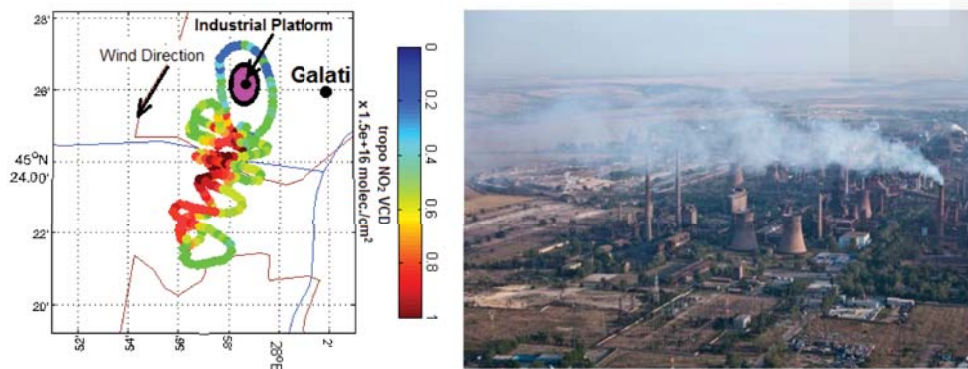 28'
Industrial Platform
Wind Direction
Galati
26'
45°N
24.00'
22'
20'
52'
54'
56'
58'
28°E
2'
0
0.2
0.4
0.6
0.8
1
tropo NO₂ VCD
x 1.5e+16 molec./cm²